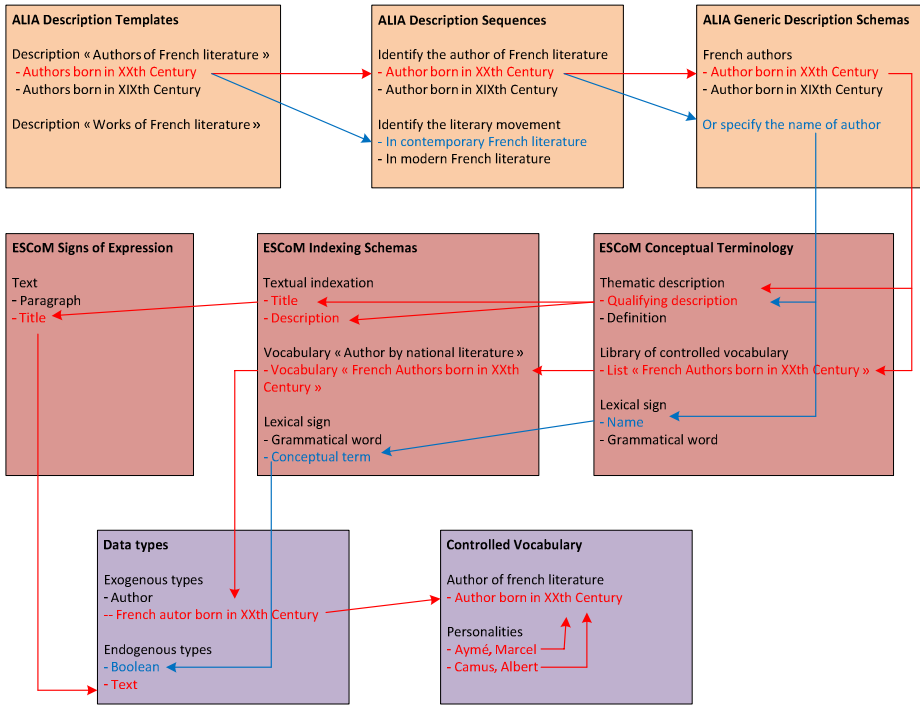 ALIA Description Templates
Description « Authors of French literature »
- Authors born in XXth Century
- Authors born in XIXth Century
Description « Works of French literature »
ALIA Description Sequences
Identify the author of French literature
- Author born in XXth Century
- Author born in XIXth Century
Identify the literary movement
- In contemporary French literature
- In modern French literature
ALIA Generic Description Schemas
French authors
- Author born in XXth Century
- Author born in XIXth Century
Or specify the name of author
ESCoM Signs of Expression
Text
- Paragraph
- Title
ESCoM Indexing Schemas
Textual indexation
- Title
- Description
Vocabulary « Author by national literature »
- Vocabulary « French Authors born in XXth
Century »
Lexical sign
- Grammatical word
- Conceptual term
ESCoM Conceptual Terminology
Thematic description
- Qualifying description
- Definition
Library of controlled vocabulary
- List « French Authors born in XXth Century »
Lexical sign
- Name
- Grammatical word
Data types
Exogenous types
- Author
-- French autor born in XXth Century
Endogenous types
- Boolean
- Text
Controlled Vocabulary
Author of french literature
- Author born in XXth Century
Personalities
- Aymé, Marcel
- Camus, Albert